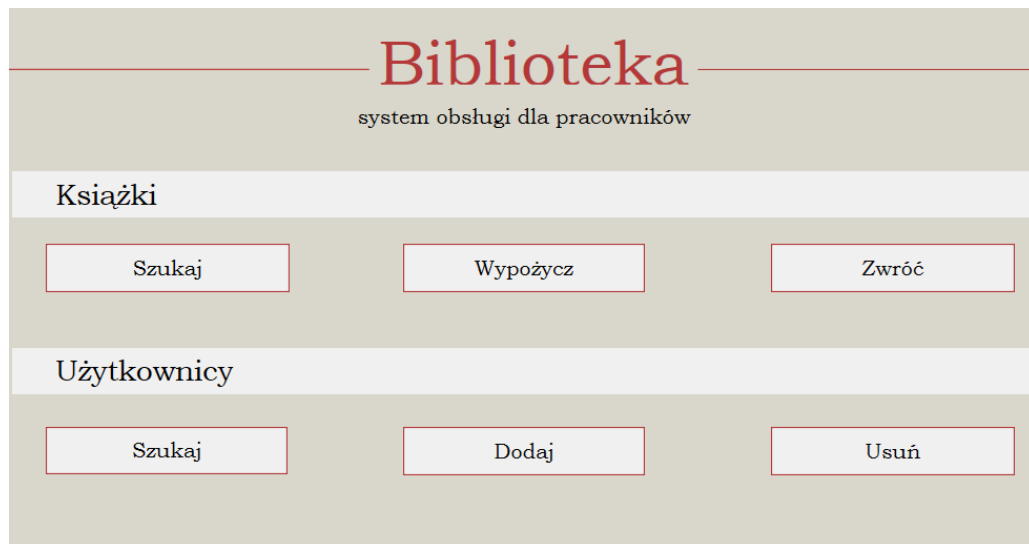 Biblioteka
system obsługi dla pracowników
Książki
Szukaj Wypożycz Zwróć
Użytkownicy
Szukaj Dodaj Usuń